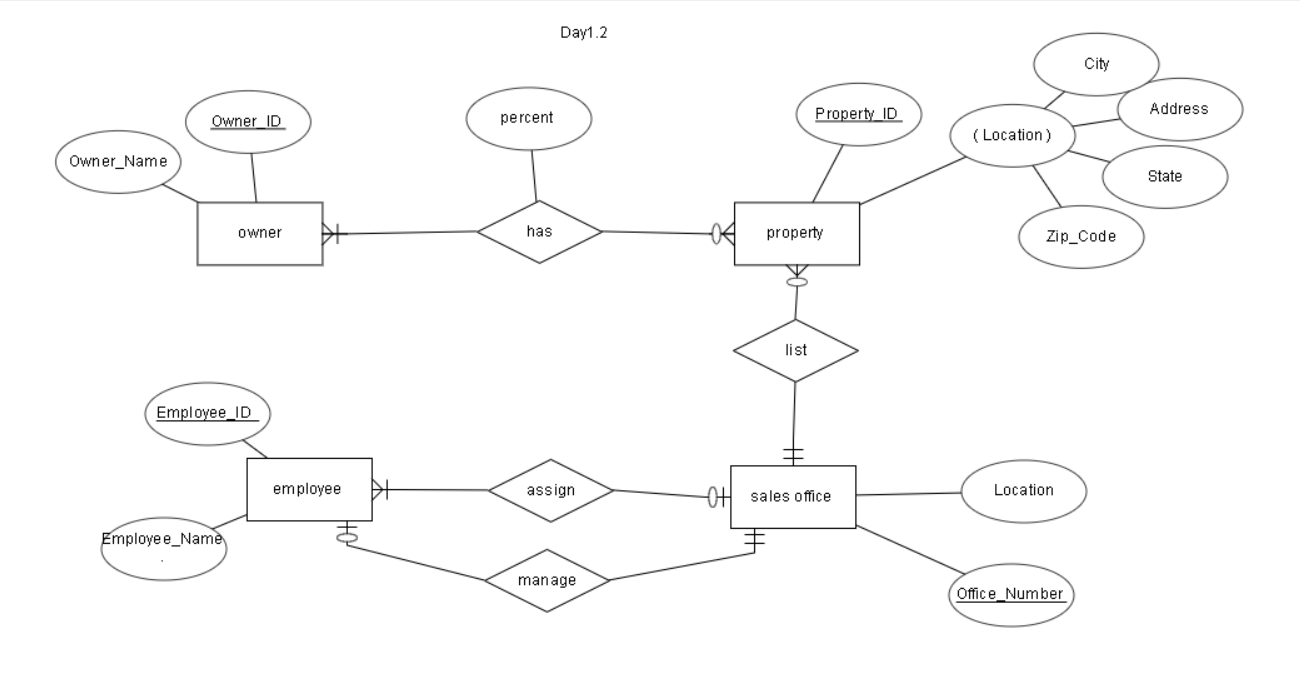 Day1.2
City
Owner_ID
percent
Property_ID
Address
( Location )
Owner_Name
State
owner
has
property
Zip_Code
list
Employee_ID
employee
assign
sales office
Location
Employee_Name
.
manage
Office_Number